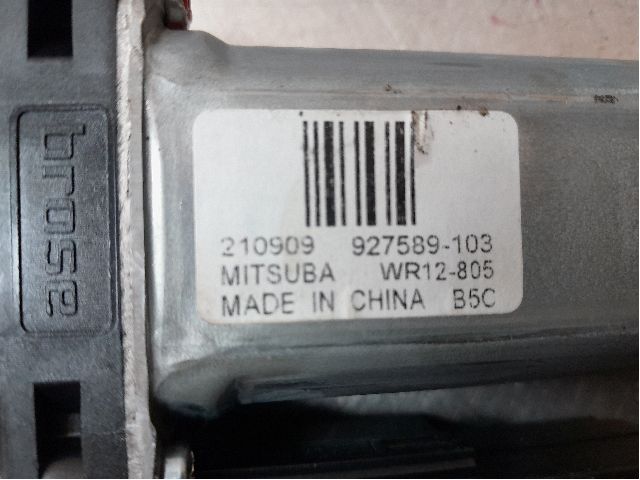 brose
210909 927589-103
MITSUBA WR12-805
MADE IN CHINA B5C